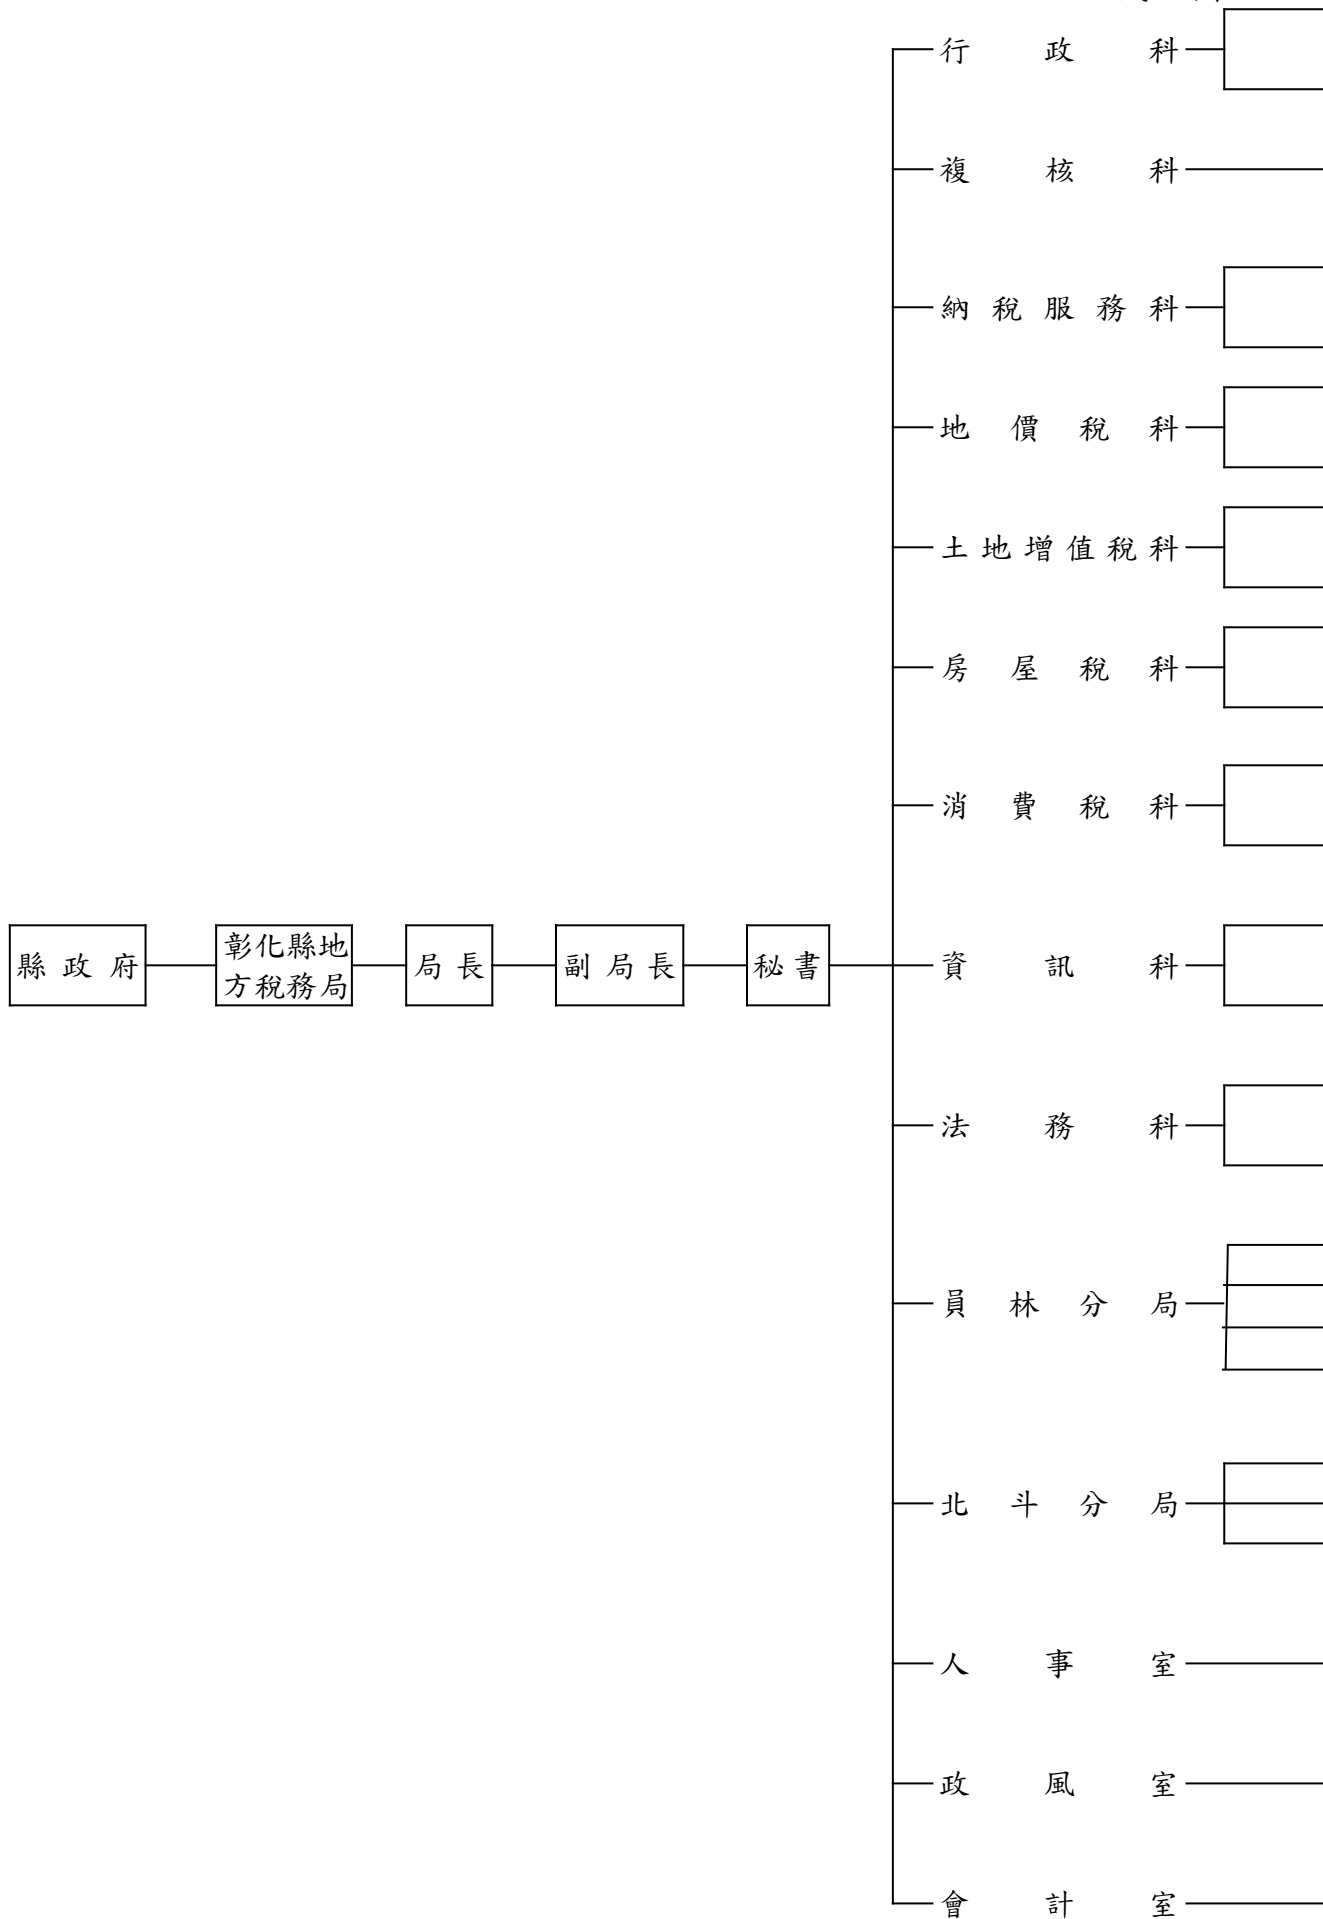 行政科
複核科
納稅服務科
地價稅科
土地增值稅科
房屋稅科
消費稅科
縣政府
彰化縣地
方稅務局
局長
副局長
秘書
資訊科
法務科
員林分局
北斗分局
人事室
政風室
會計室